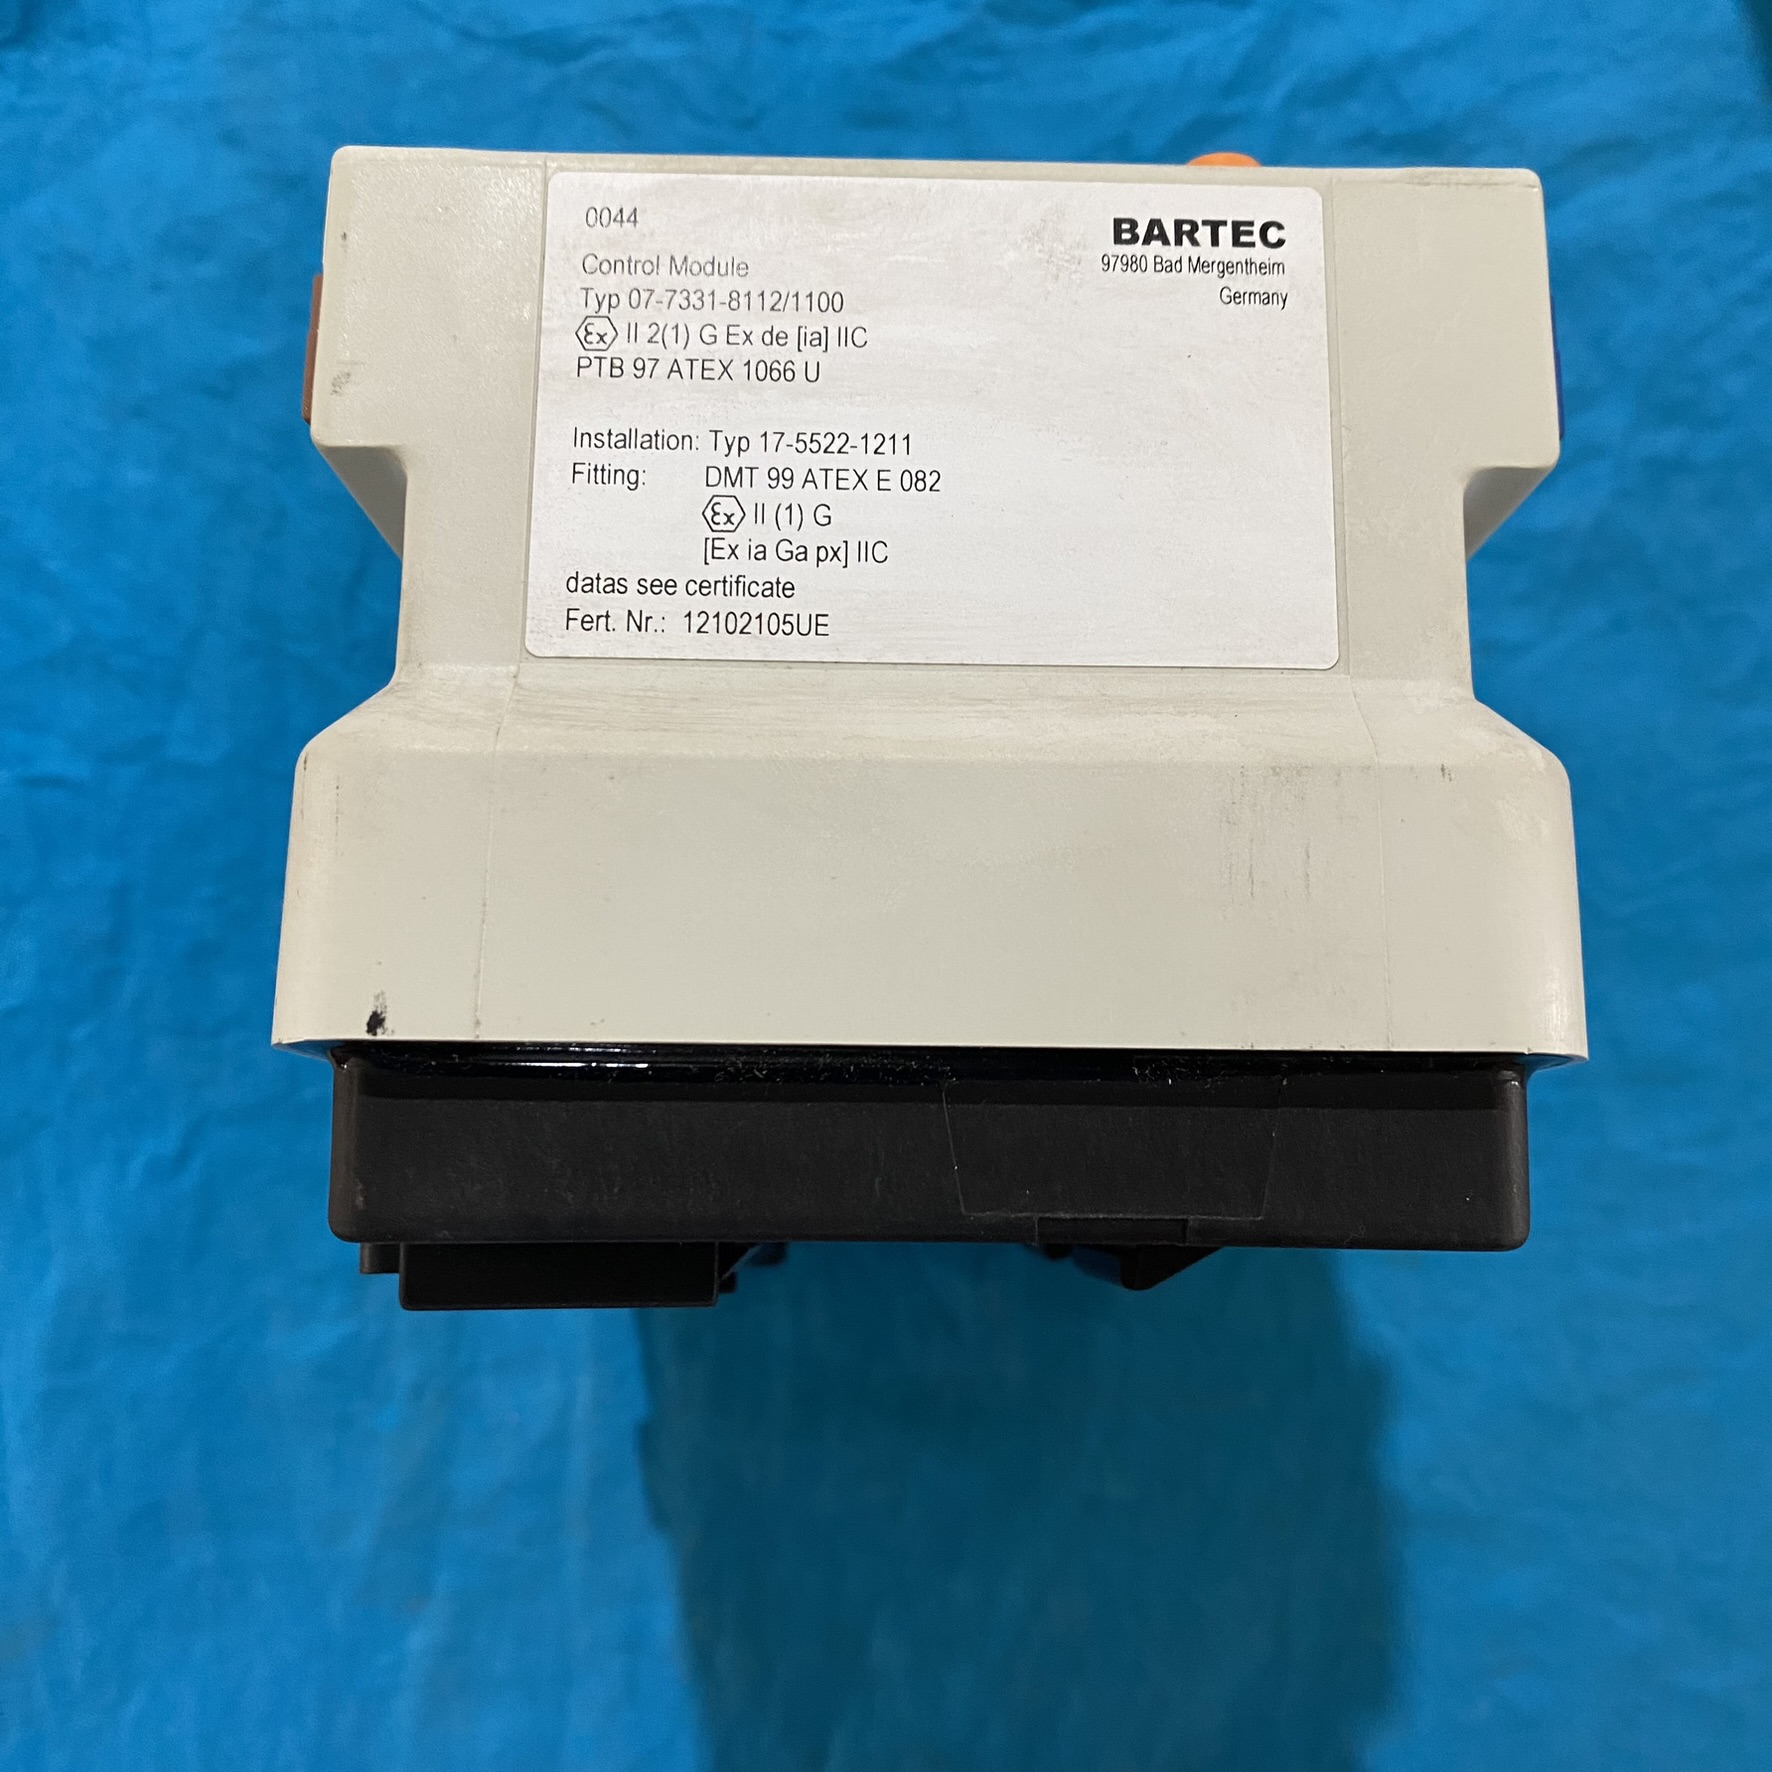 0044
BARTEC
97980 Bad Mergentheim
Germany
Control Module
Typ 07-7331-8112/1100
Ex II 2(1) G Ex de [ia] IIC
PTB 97 ATEX 1066 U
Installation: Typ 17-5522-1211
Fitting: DMT 99 ATEX E 082
Ex II (1) G
[Ex ia Ga px] IIC
datas see certificate
Fert. Nr.: 12102105UE